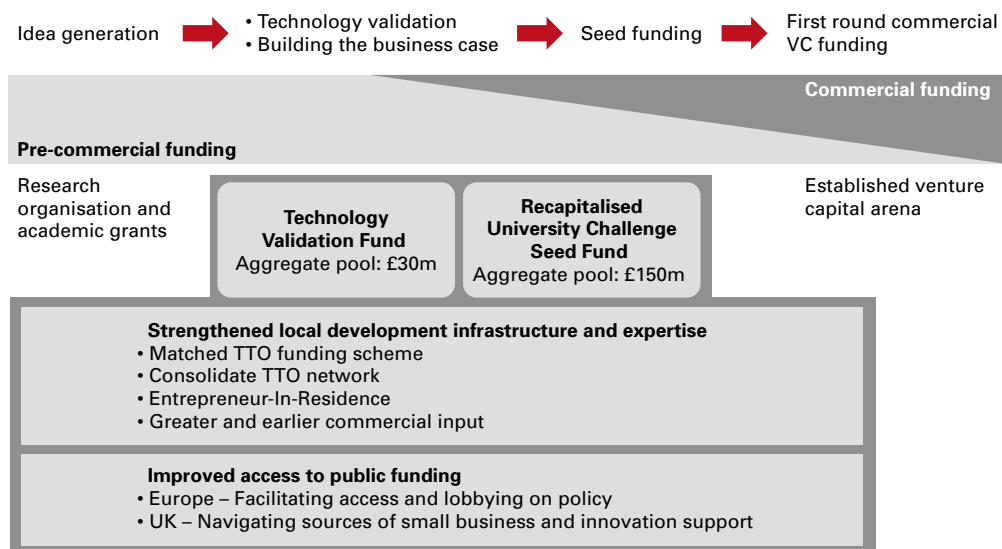 Idea generation
• Technology validation
• Building the business case
Seed funding
First round commercial
VC funding
Commercial funding
Pre-commercial funding
Research
organisation and
academic grants
Technology
Validation Fund
Aggregate pool: £30m
Recapitalised
University Challenge
Seed Fund
Aggregate pool: £150m
Established venture
capital arena
Strengthened local development infrastructure and expertise
• Matched TTO funding scheme
• Consolidate TTO network
• Entrepreneur-In-Residence
• Greater and earlier commercial input
Improved access to public funding
• Europe – Facilitating access and lobbying on policy
• UK – Navigating sources of small business and innovation support